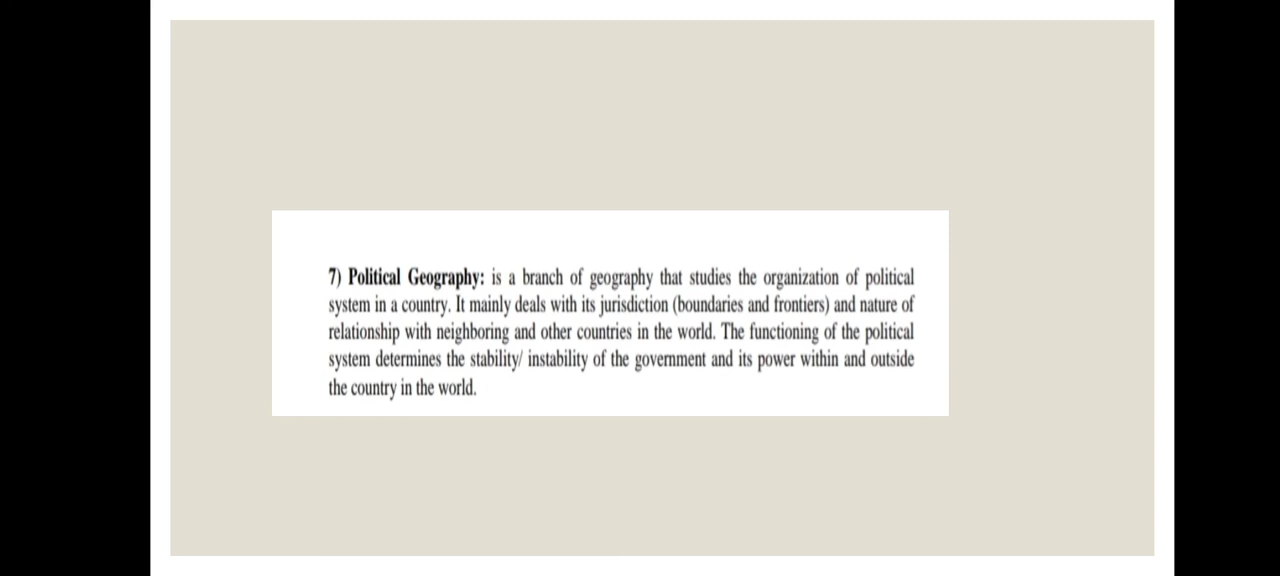 7) Political Geography: is a branch of geography that studies the organization of political
system in a country. It mainly deals with its jurisdiction (boundaries and frontiers) and nature of
relationship with neighboring and other countries in the world. The functioning of the political
system determines the stability/ instability of the government and its power within and outside
the country in the world.